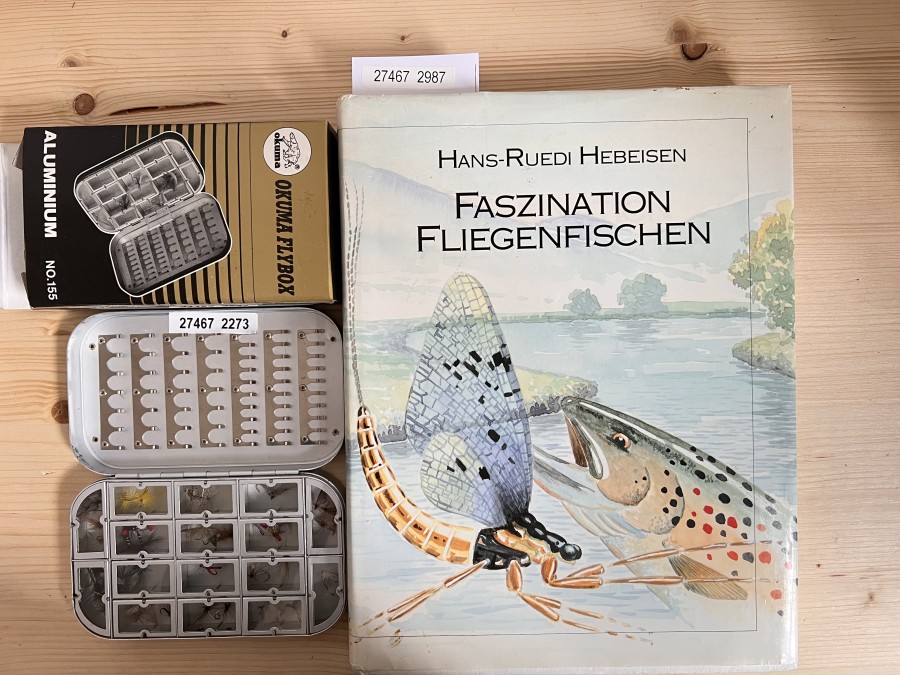 27467 2987
HANS-RUEDI HEBEISEN
FASZINATION
FLIEGENFISCHEN
okuma
®
OKUMA FLYBOX
ALUMINIUM NO.155
27467 2273